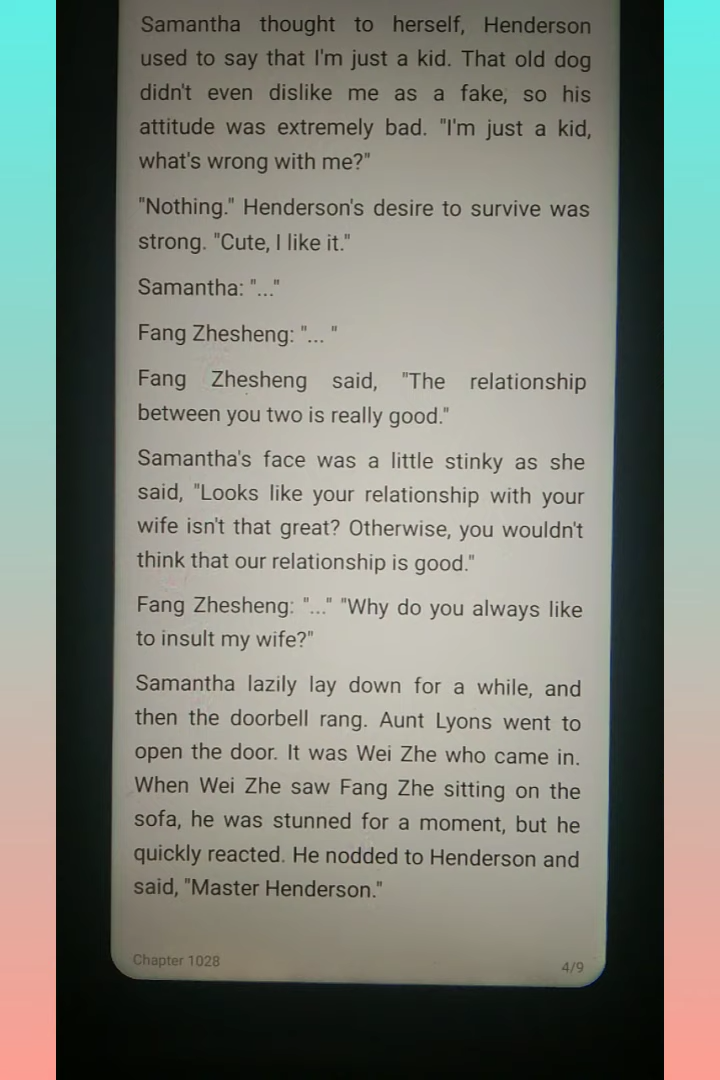 Samantha thought to herself, Henderson
used to say that I'm just a kid. That old dog
didn't even dislike me as a fake, so his
attitude was extremely bad. "I'm just a kid,
what's wrong with me?"
"Nothing." Henderson's desire to survive was
strong. "Cute, I like it."
Samantha: "..."
Fang Zhesheng: "... "
Fang Zhesheng said, "The relationship
between you two is really good."
Samantha's face was a little stinky as she
said, "Looks like your relationship with your
wife isn't that great? Otherwise, you wouldn't
think that our relationship is good."
Fang Zhesheng: "..." "Why do you always like
to insult my wife?"
Samantha lazily lay down for a while, and
then the doorbell rang. Aunt Lyons went to
open the door. It was Wei Zhe who came in.
When Wei Zhe saw Fang Zhe sitting on the
sofa, he was stunned for a moment, but he
quickly reacted. He nodded to Henderson and
said, "Master Henderson."
Chapter 1028
4/9